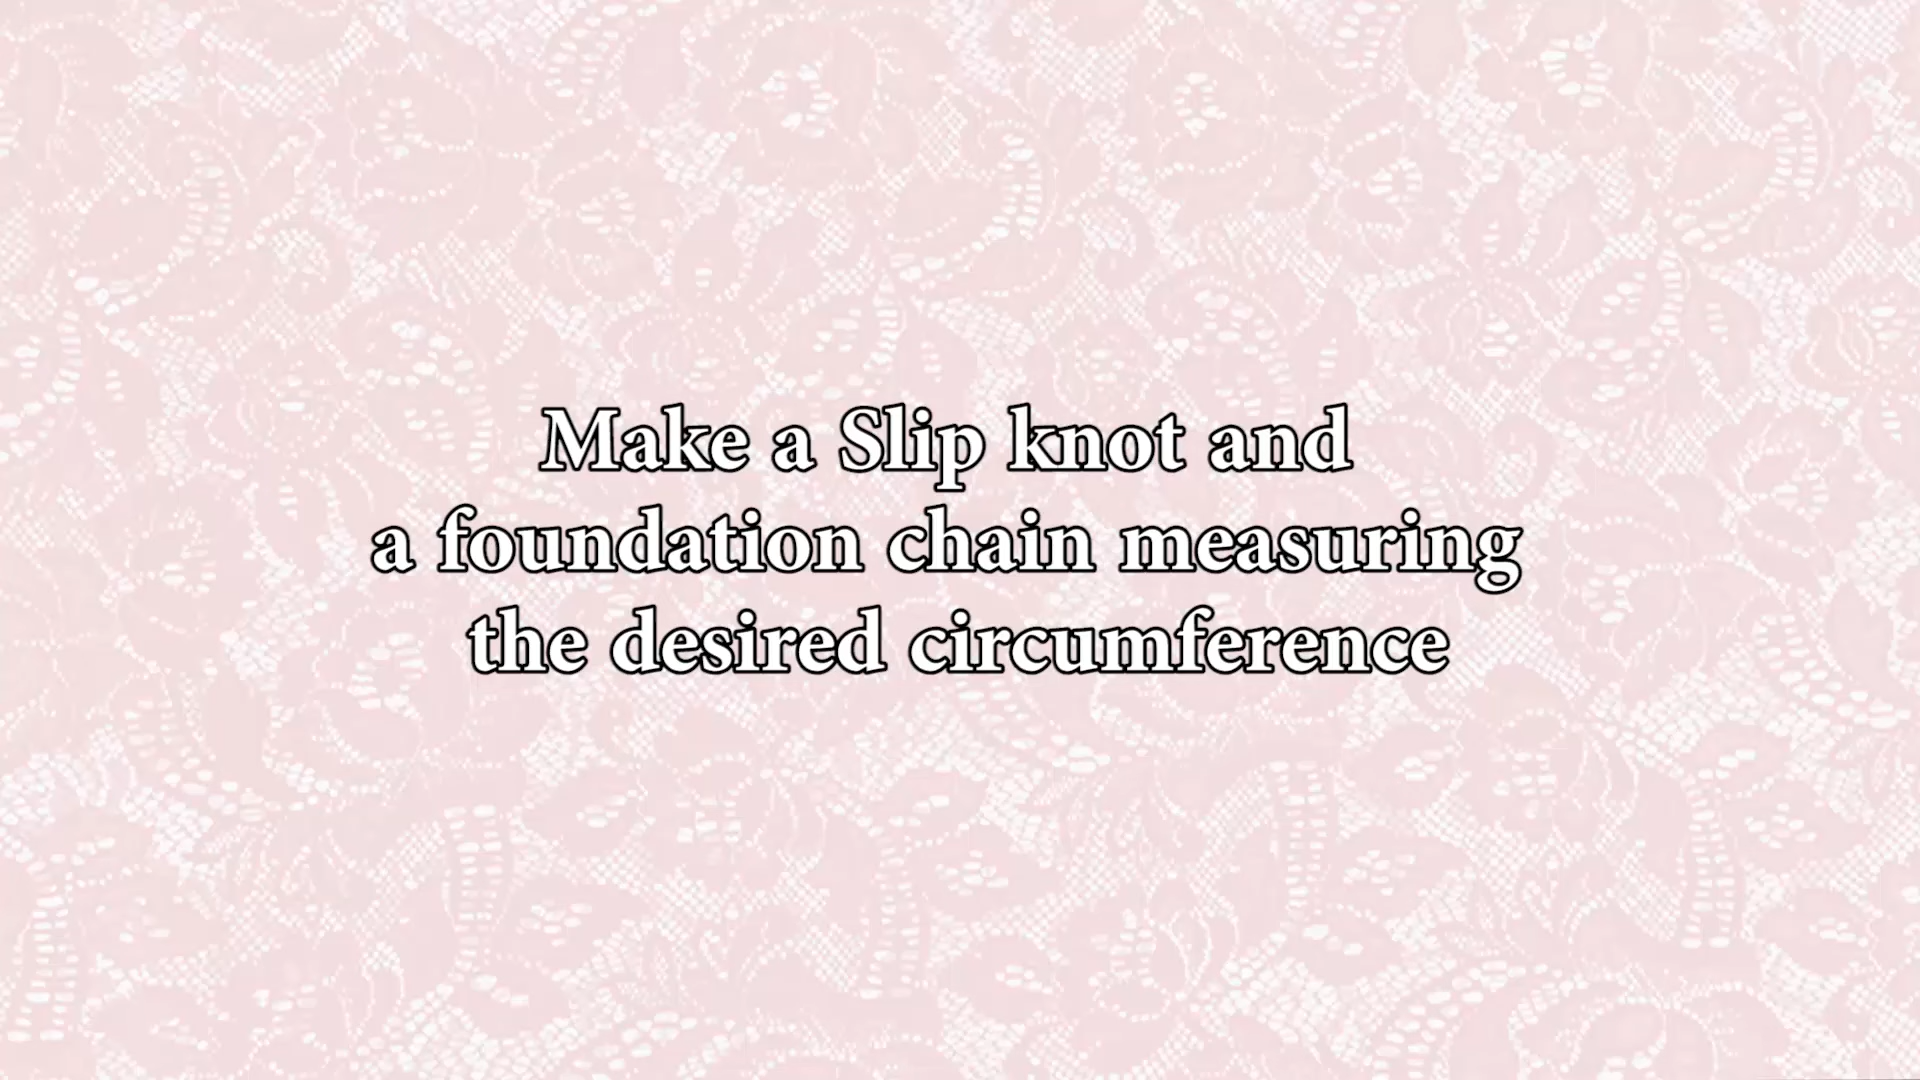 Make a Slip knot and
a foundation chain measuring
the desired circumference